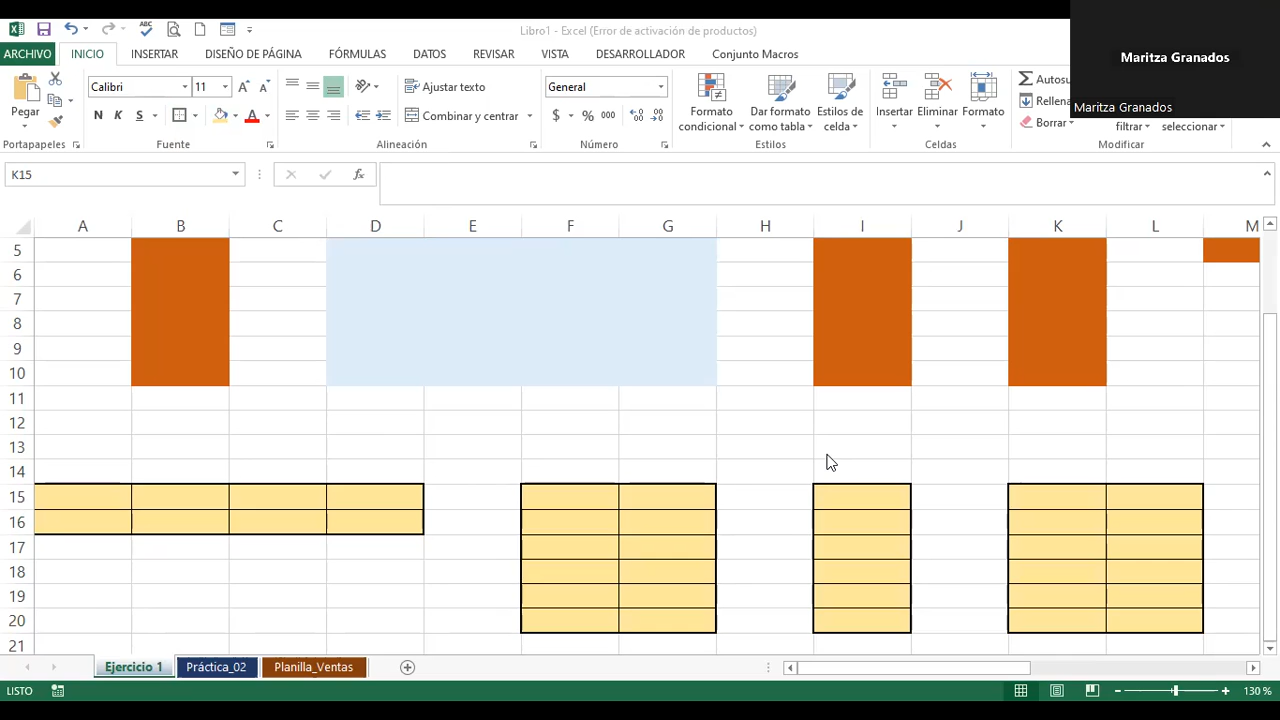 Libro1 - Excel (Error de activación de productos)
Maritza Granados
Maritza Granados
ARCHIVO INICIO INSERTAR DISEÑO DE PÁGINA FÓRMULAS DATOS REVISAR VISTA DESARROLLADOR Conjunto Macros
Pegar
Calibri 11
N K S
Ajustar texto
Combinar y centrar
General
$ % 000
Formato condicional
Dar formato como tabla
Estilos de celda
Insertar Eliminar Formato
Autosu
Rellena
Borrar
filtrar seleccionar
Portapapeles Fuente Alineación Número Estilos Celdas Modificar
K15
fx
A B C D E F G H I J K L M
5
6
7
8
9
10
11
12
13
14
15
16
17
18
19
20
21
Ejercicio 1 Práctica_02 Planilla_Ventas
LISTO 130 %